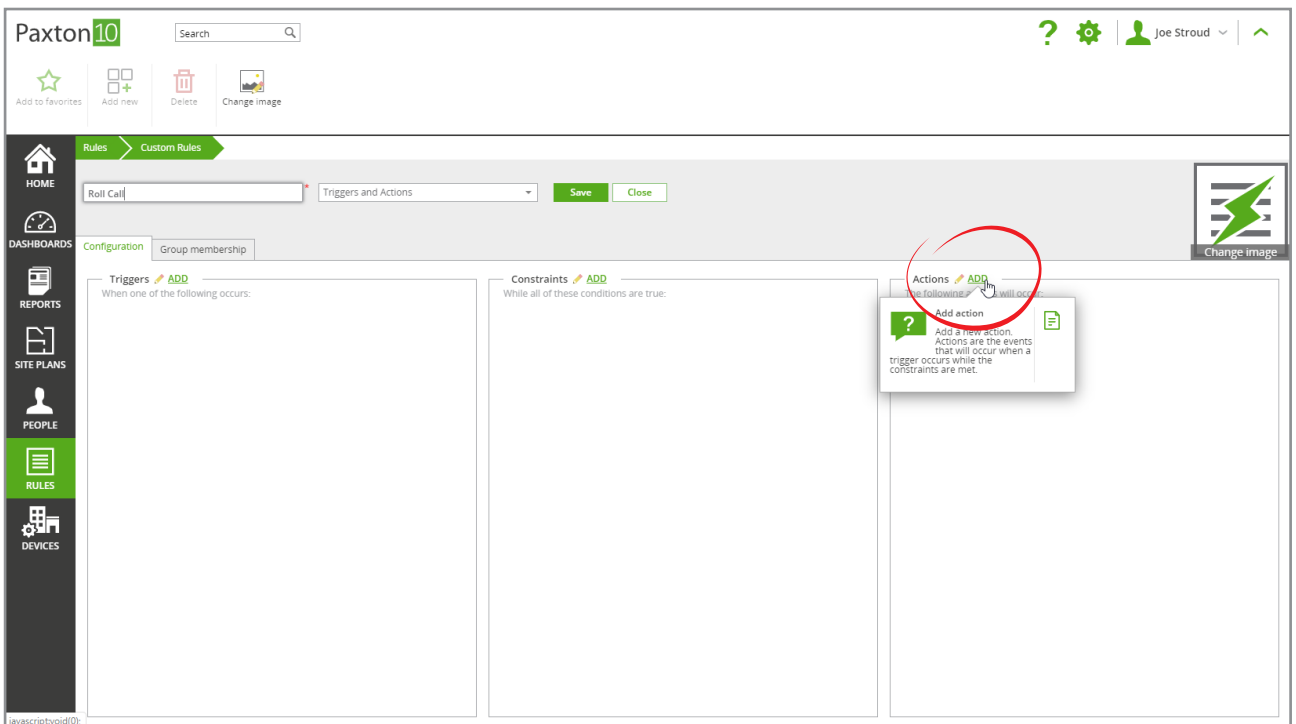 Paxton 10
Search
? Joe Stroud
Add to favorites
Add new
Delete
Change image
Rules
Custom Rules
HOME
Roll Call
*
Triggers and Actions
Save
Close
Change image
DASHBOARDS
Configuration
Group membership
Triggers ADD
When one of the following occurs:
Constraints ADD
While all of these conditions are true:
Actions ADD
The following a s will occur:
?
Add action
Add a new action.
Actions are the events
that will occur when a
trigger occurs while the
constraints are met.
REPORTS
SITE PLANS
PEOPLE
RULES
DEVICES
javascript:void(0);